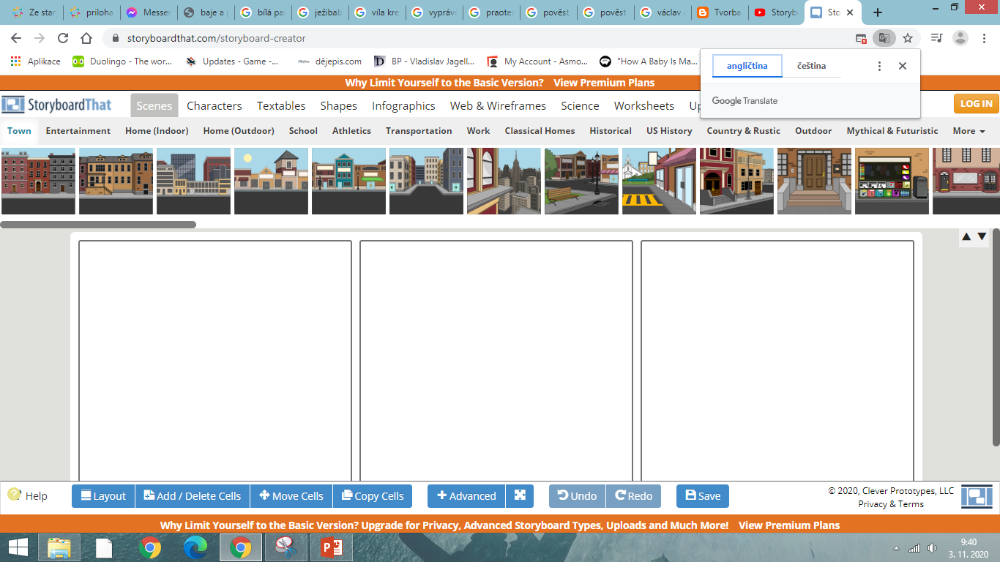 Ze star
priloha
Messen
baje a p
bílá pa
ježibab
víla kre
vypráve
praotec
pověst
pověst
václav
Tvorba
Storyb
Sto
storyboardthat.com/storyboard-creator
Aplikace
Duolingo - The wor...
Updates - Game -...
dějepis.com
BP - Vladislav Jagell...
My Account - Asmo...
"How A Baby Is Ma...
angličtina
čeština
Google Translate
Why Limit Yourself to the Basic Version? View Premium Plans
StoryboardThat
Scenes
Characters
Textables
Shapes
Infographics
Web & Wireframes
Science
Worksheets
Up
LOG IN
Town
Entertainment
Home (Indoor)
Home (Outdoor)
School
Athletics
Transportation
Work
Classical Homes
Historical
US History
Country & Rustic
Outdoor
Mythical & Futuristic
More
Help
Layout
Add / Delete Cells
Move Cells
Copy Cells
Advanced
Undo
Redo
Save
© 2020, Clever Prototypes, LLC
Privacy & Terms
Why Limit Yourself to the Basic Version? Upgrade for Privacy, Advanced Storyboard Types, Uploads and Much More! View Premium Plans
9:40
3. 11. 2020